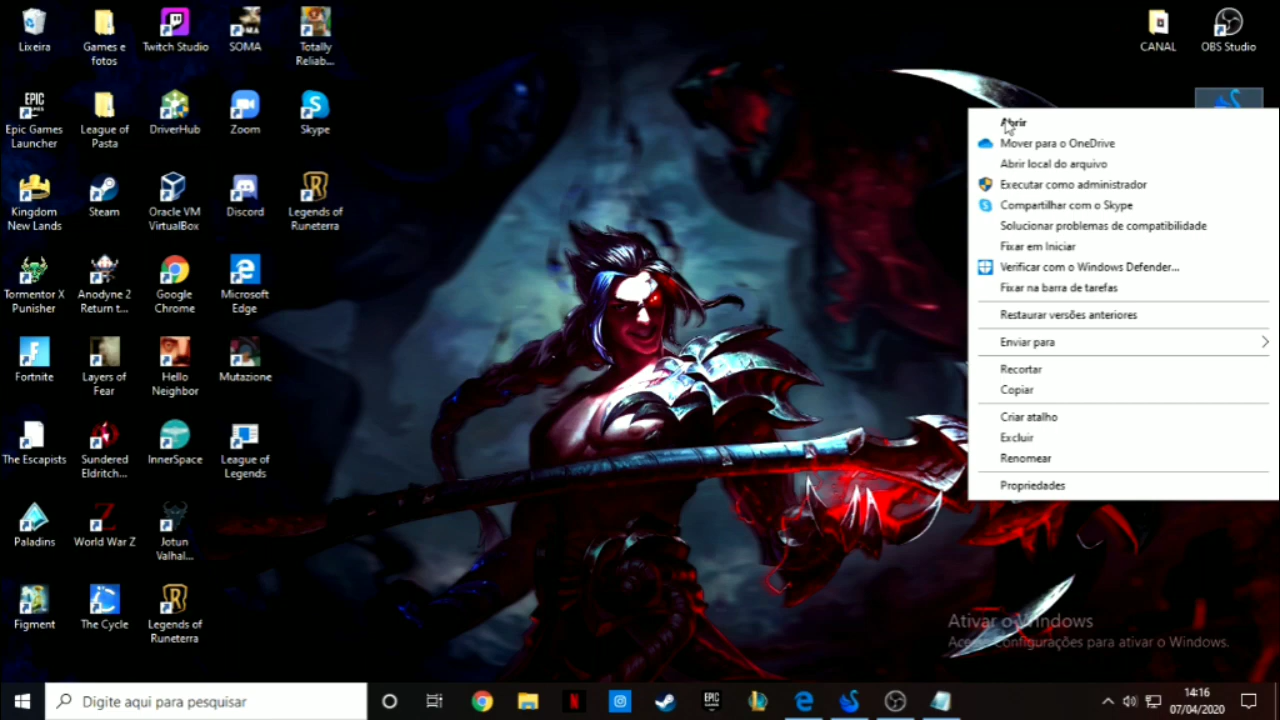 Lixeira
Games e
fotos
Twitch Studio
SOMA
Totally
Reliab...
CANAL
OBS Studio
EPIC
GAMES
Epic Games
Launcher
League of
Pasta
DriverHub
Zoom
Skype
Kingdom
New Lands
Steam
Oracle VM
VirtualBox
Discord
Legends of
Runeterra
Tormentor X
Punisher
Anodyne 2
Return t...
Google
Chrome
Microsoft
Edge
Fortnite
Layers of
Fear
Hello
Neighbor
Mutazione
The Escapists
Sundered
Eldritch...
InnerSpace
League of
Legends
Paladins
World War Z
Jotun
Valhal...
Figment
The Cycle
Legends of
Runeterra
Abrir
Mover para o OneDrive
Abrir local do arquivo
Executar como administrador
Compartilhar com o Skype
Solucionar problemas de compatibilidade
Fixar em Iniciar
Verificar com o Windows Defender...
Fixar na barra de tarefas
Restaurar versões anteriores
Enviar para
Recortar
Copiar
Criar atalho
Excluir
Renomear
Propriedades
Ativar o Windows
Acesse Configurações para ativar o Windows.
Digite aqui para pesquisar
EPIC
GAMES
14:16
07/04/2020